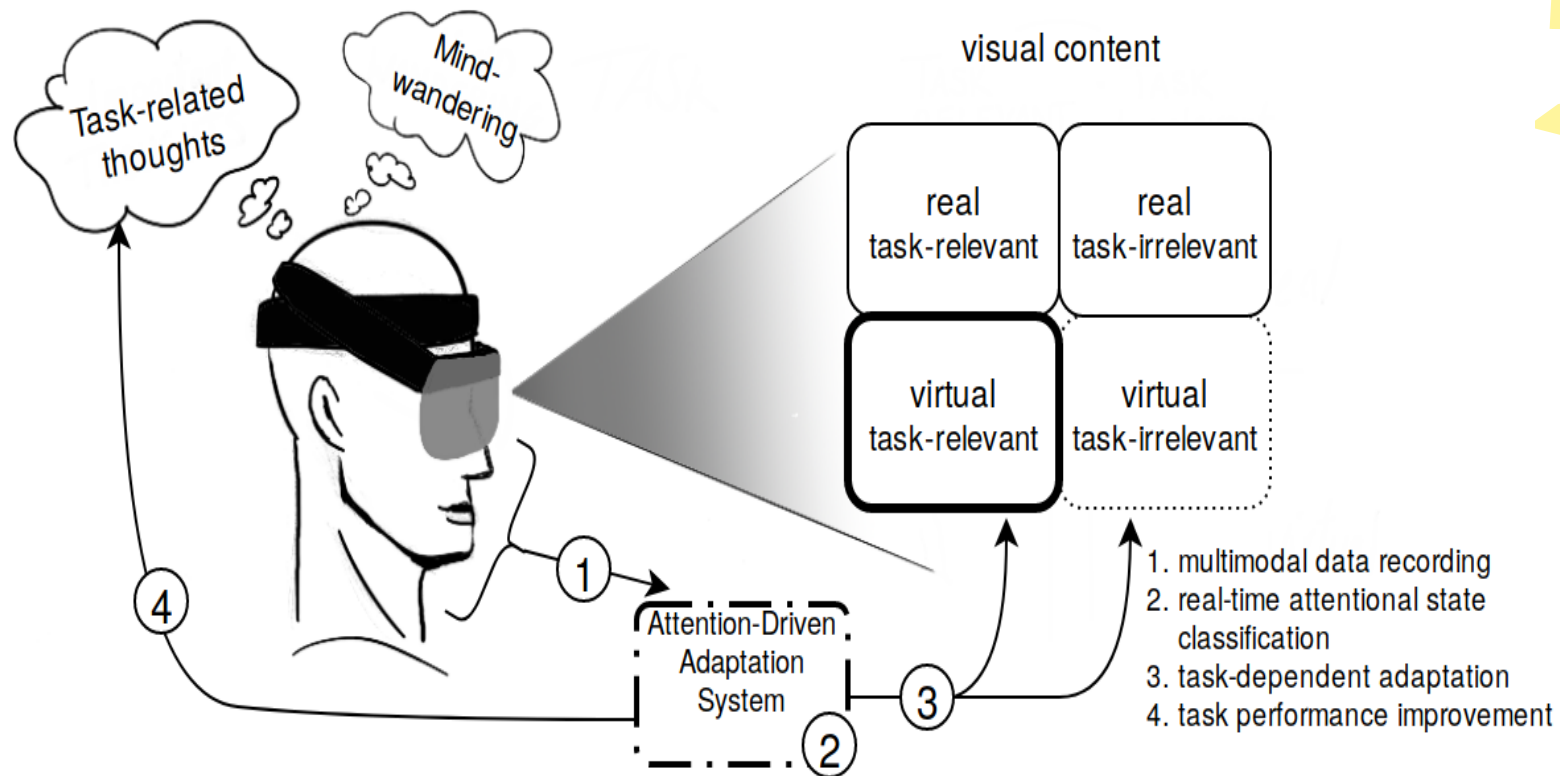 Task-related
thoughts
Mind-
wandering
visual content
real
task-relevant
real
task-irrelevant
virtual
task-relevant
virtual
task-irrelevant
1
4
Attention-Driven
Adaptation
System
2
3
1. multimodal data recording
2. real-time attentional state
classification
3. task-dependent adaptation
4. task performance improvement